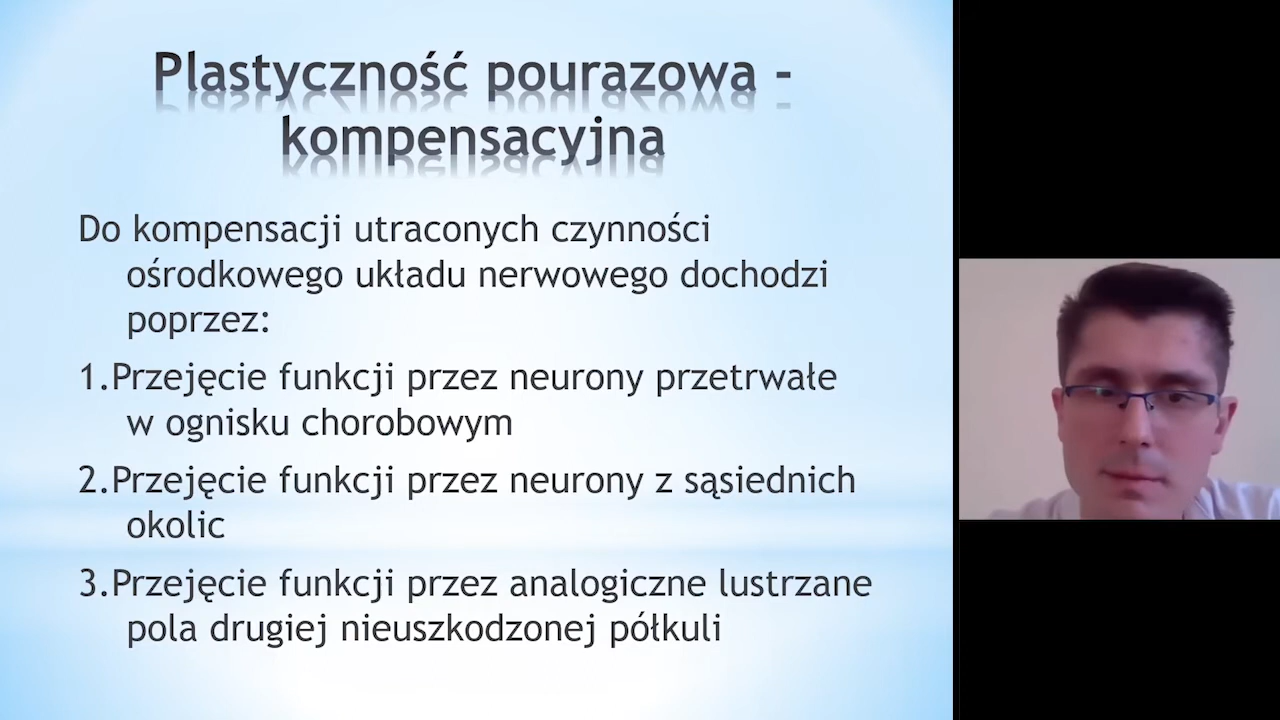 Plastyczność pourazowa -
kompensacyjna
Do kompensacji utraconych czynności
ośrodkowego układu nerwowego dochodzi
poprzez:
1.Przejęcie funkcji przez neurony przetrwałe
w ognisku chorobowym
2.Przejęcie funkcji przez neurony z sąsiednich
okolic
3.Przejęcie funkcji przez analogiczne lustrzane
pola drugiej nieuszkodzonej półkuli